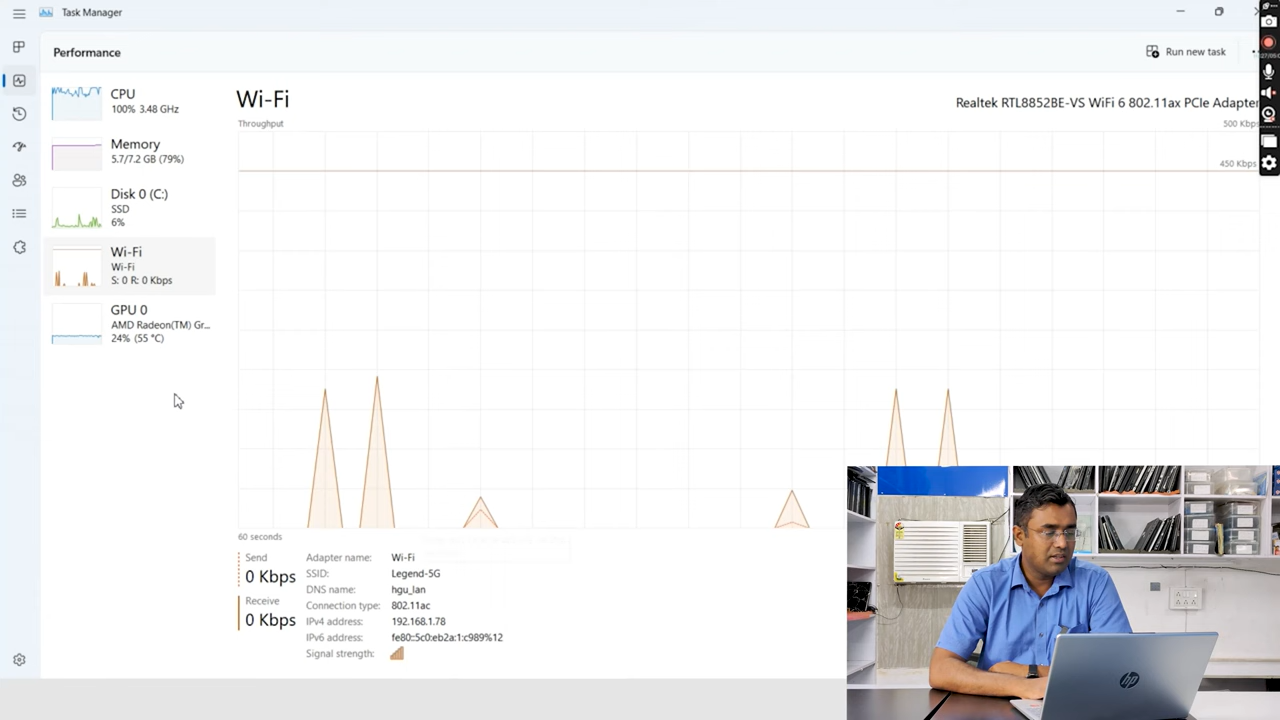 Task Manager
Performance
Run new task
CPU
100% 3.48 GHz
Memory
5.7/7.2 GB (79%)
Disk 0 (C:)
SSD
6%
Wi-Fi
Wi-Fi
S: 0 R: 0 Kbps
GPU 0
AMD Radeon(TM) Gr...
24% (55 °C)
Wi-Fi
Realtek RTL8852BE-VS WiFi 6 802.11ax PCIe Adapter
Throughput
500 Kbps
450 Kbps
60 seconds
Send
0 Kbps
Receive
0 Kbps
Adapter name: Wi-Fi
SSID: Legend-5G
DNS name: hgu_lan
Connection type: 802.11ac
IPv4 address: 192.168.1.78
IPv6 address: fe80::5c0:eb2a:1:c989%12
Signal strength:
hp